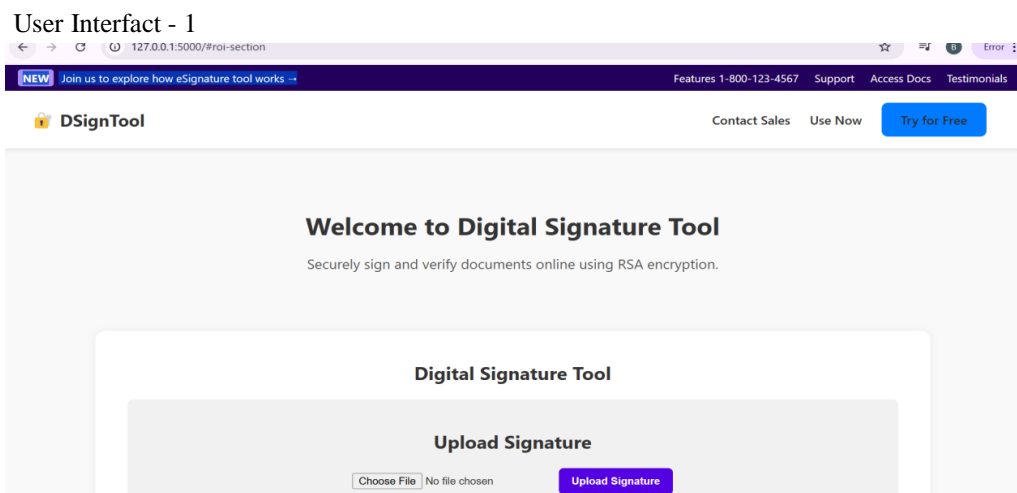 User Interfact - 1
127.0.0.1:5000/#roi-section
B Error
NEW Join us to explore how eSignature tool works → Features 1-800-123-4567 Support Access Docs Testimonials
DSignTool Contact Sales Use Now Try for Free
Welcome to Digital Signature Tool
Securely sign and verify documents online using RSA encryption.
Digital Signature Tool
Upload Signature
Choose File No file chosen Upload Signature